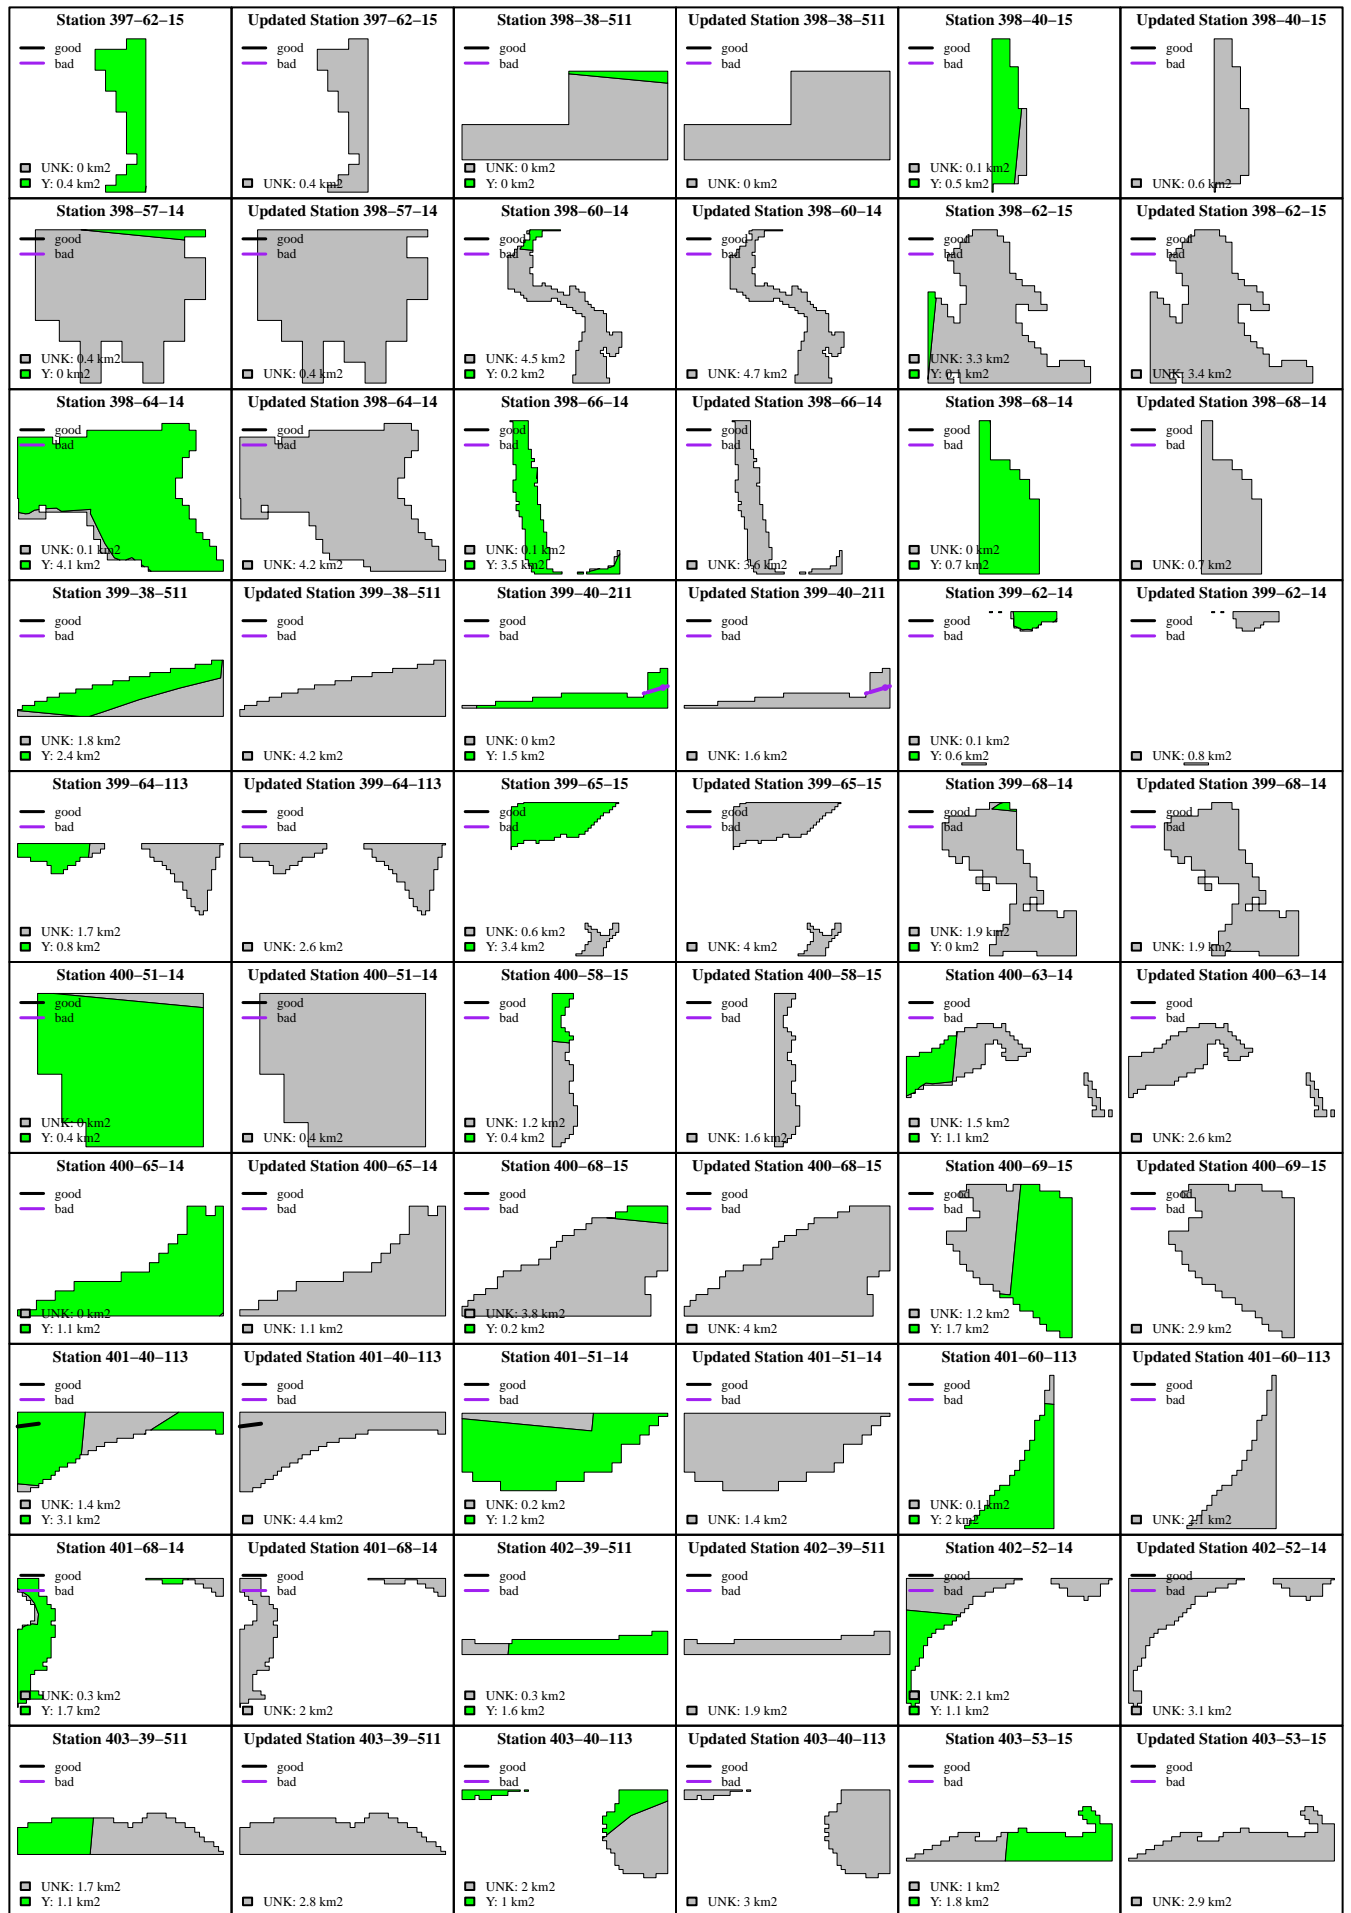 Station 397−62−15
good
bad
UNK: 0 km2
Y: 0.4 km2
Updated Station 397−62−15
good
bad
UNK: 0.4 km2
Station 398−38−511
good
bad
UNK: 0 km2
Y: 0 km2
Updated Station 398−38−511
good
bad
UNK: 0 km2
Station 398−40−15
good
bad
UNK: 0.1 km2
Y: 0.5 km2
Updated Station 398−40−15
good
bad
UNK: 0.6 km2
Station 398−57−14
good
bad
UNK: 0.4 km2
Y: 0 km2
Updated Station 398−57−14
good
bad
UNK: 0.4 km2
Station 398−60−14
good
bad
UNK: 4.5 km2
Y: 0.2 km2
Updated Station 398−60−14
good
bad
UNK: 4.7 km2
Station 398−62−15
good
bad
UNK: 3.3 km2
Y: 0.1 km2
Updated Station 398−62−15
good
bad
UNK: 3.4 km2
Station 398−64−14
good
bad
UNK: 0.1 km2
Y: 4.1 km2
Updated Station 398−64−14
good
bad
UNK: 4.2 km2
Station 398−66−14
good
bad
UNK: 0.1 km2
Y: 3.5 km2
Updated Station 398−66−14
good
bad
UNK: 3.6 km2
Station 398−68−14
good
bad
UNK: 0 km2
Y: 0.7 km2
Updated Station 398−68−14
good
bad
UNK: 0.7 km2
Station 399−38−511
good
bad
UNK: 1.8 km2
Y: 2.4 km2
Updated Station 399−38−511
good
bad
UNK: 4.2 km2
Station 399−40−211
good
bad
UNK: 0 km2
Y: 1.5 km2
Updated Station 399−40−211
good
bad
UNK: 1.6 km2
Station 399−62−14
good
bad
UNK: 0.1 km2
Y: 0.6 km2
Updated Station 399−62−14
good
bad
UNK: 0.8 km2
Station 399−64−113
good
bad
UNK: 1.7 km2
Y: 0.8 km2
Updated Station 399−64−113
good
bad
UNK: 2.6 km2
Station 399−65−15
good
bad
UNK: 0.6 km2
Y: 3.4 km2
Updated Station 399−65−15
good
bad
UNK: 4 km2
Station 399−68−14
good
bad
UNK: 1.9 km2
Y: 0 km2
Updated Station 399−68−14
good
bad
UNK: 1.9 km2
Station 400−51−14
good
bad
UNK: 0 km2
Y: 0.4 km2
Updated Station 400−51−14
good
bad
UNK: 0.4 km2
Station 400−58−15
good
bad
UNK: 1.2 km2
Y: 0.4 km2
Updated Station 400−58−15
good
bad
UNK: 1.6 km2
Station 400−63−14
good
bad
UNK: 1.5 km2
Y: 1.1 km2
Updated Station 400−63−14
good
bad
UNK: 2.6 km2
Station 400−65−14
good
bad
UNK: 0 km2
Y: 1.1 km2
Updated Station 400−65−14
good
bad
UNK: 1.1 km2
Station 400−68−15
good
bad
UNK: 3.8 km2
Y: 0.2 km2
Updated Station 400−68−15
good
bad
UNK: 4 km2
Station 400−69−15
good
bad
UNK: 1.2 km2
Y: 1.7 km2
Updated Station 400−69−15
good
bad
UNK: 2.9 km2
Station 401−40−113
good
bad
UNK: 1.4 km2
Y: 3.1 km2
Updated Station 401−40−113
good
bad
UNK: 4.4 km2
Station 401−51−14
good
bad
UNK: 0.2 km2
Y: 1.2 km2
Updated Station 401−51−14
good
bad
UNK: 1.4 km2
Station 401−60−113
good
bad
UNK: 0.1 km2
Y: 2 km2
Updated Station 401−60−113
good
bad
UNK: 2.1 km2
Station 401−68−14
good
bad
UNK: 0.3 km2
Y: 1.7 km2
Updated Station 401−68−14
good
bad
UNK: 2 km2
Station 402−39−511
good
bad
UNK: 0.3 km2
Y: 1.6 km2
Updated Station 402−39−511
good
bad
UNK: 1.9 km2
Station 402−52−14
good
bad
UNK: 2.1 km2
Y: 1.1 km2
Updated Station 402−52−14
good
bad
UNK: 3.1 km2
Station 403−39−511
good
bad
UNK: 1.7 km2
Y: 1.1 km2
Updated Station 403−39−511
good
bad
UNK: 2.8 km2
Station 403−40−113
good
bad
UNK: 2 km2
Y: 1 km2
Updated Station 403−40−113
good
bad
UNK: 3 km2
Station 403−53−15
good
bad
UNK: 1 km2
Y: 1.8 km2
Updated Station 403−53−15
good
bad
UNK: 2.9 km2